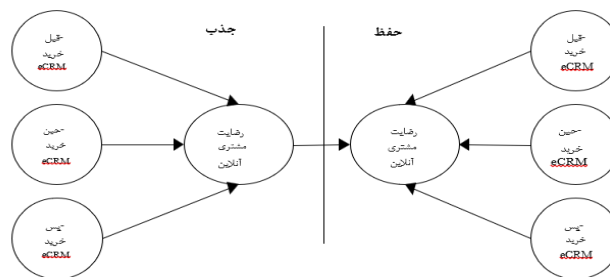 جذب
حفظ
قبل-
خرید
eCRM
حین-
خرید
eCRM
پس-
خرید
eCRM
رضایت
مشتری
آنلاین
رضایت
مشتری
آنلاین
قبل-
خرید
eCRM
حین-
خرید
eCRM
پس-
خرید
eCRM